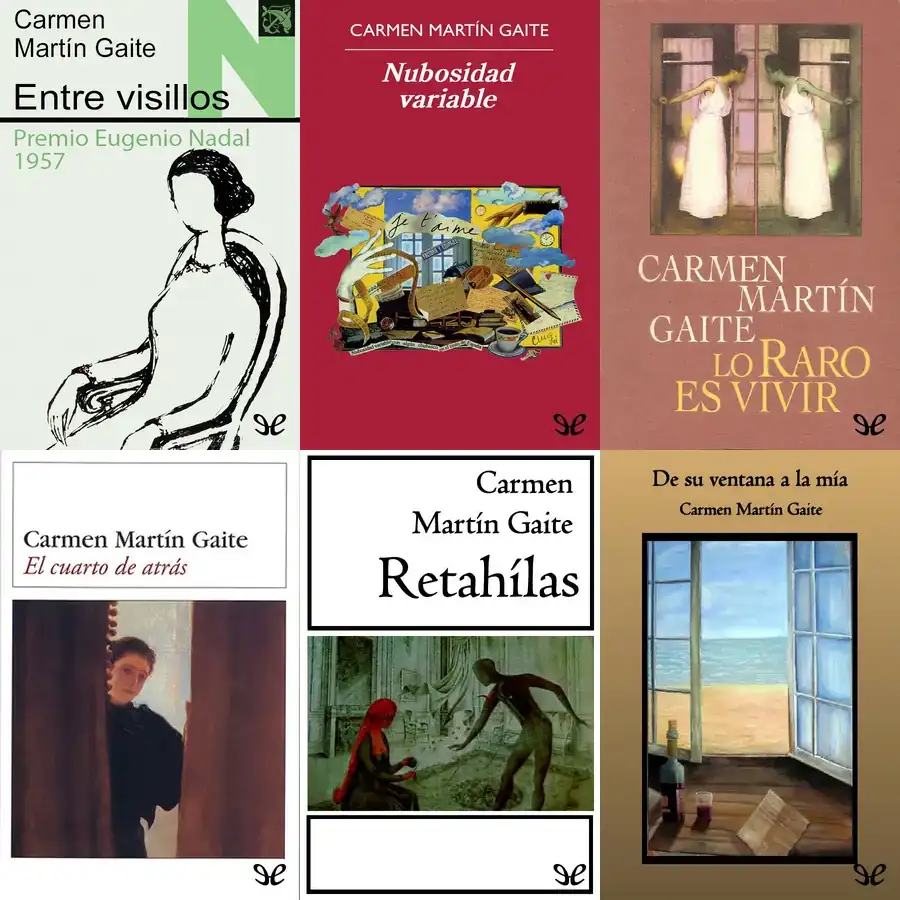 Carmen
Martín Gaite
Entre visillos
Premio Eugenio Nadal
1957
CARMEN MARTÍN GAITE
Nubosidad
variable
Je t'aime
CARMEN
MARTÍN
GAITE
LO RARO
ES VIVIR
Carmen Martín Gaite
El cuarto de atrás
Carmen
Martín Gaite
Retahílas
De su ventana a la mía
Carmen Martín Gaite